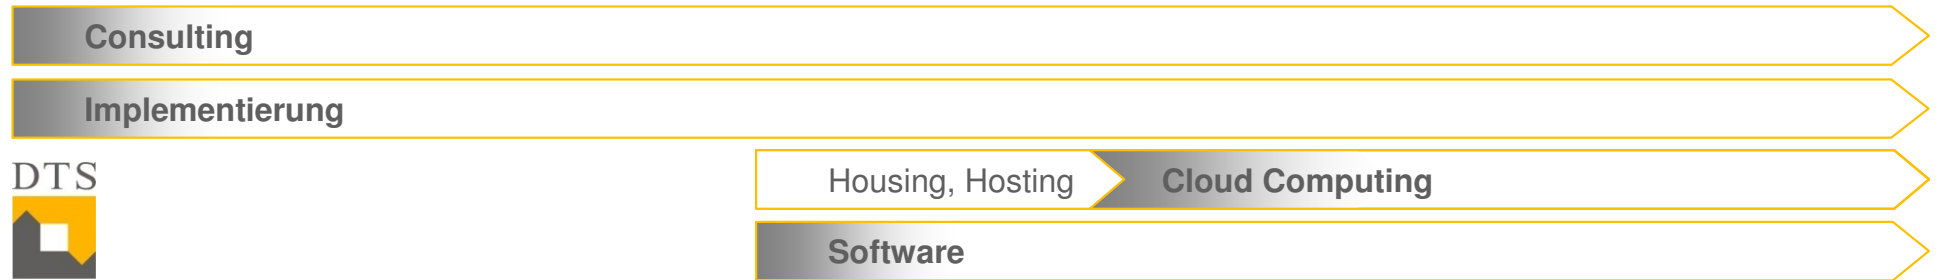 Consulting
Implementierung
DTS
Housing, Hosting
Cloud Computing
Software